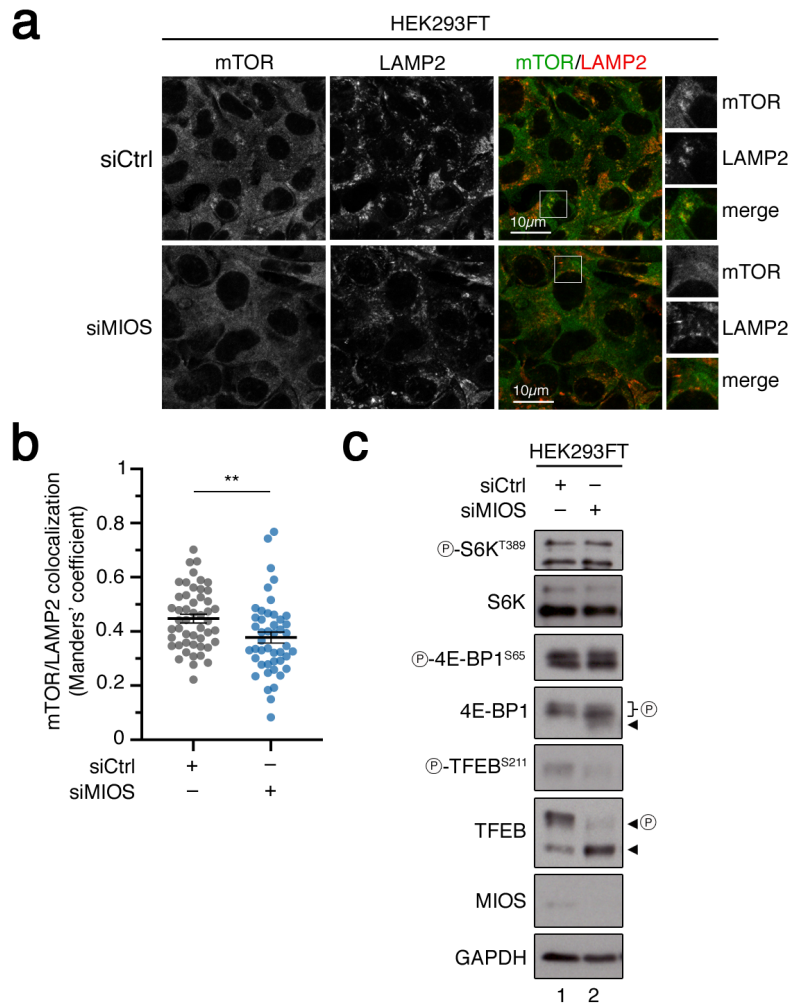 a
HEK293FT
mTOR LAMP2 mTOR/LAMP2
siCtrl
mTOR
LAMP2
merge
10µm
siMIOS
mTOR
LAMP2
merge
10µm
b
mTOR/LAMP2 colocalization
(Manders’ coefficient)
1
0.8
0.6
0.4
0.2
0
**
siCtrl + –
siMIOS – +
c
HEK293FT
siCtrl + –
siMIOS – +
Ⓟ-S6K^T389
S6K
Ⓟ-4E-BP1^S65
4E-BP1 Ⓟ
Ⓟ-TFEB^S211
TFEB Ⓟ
MIOS
GAPDH
1 2